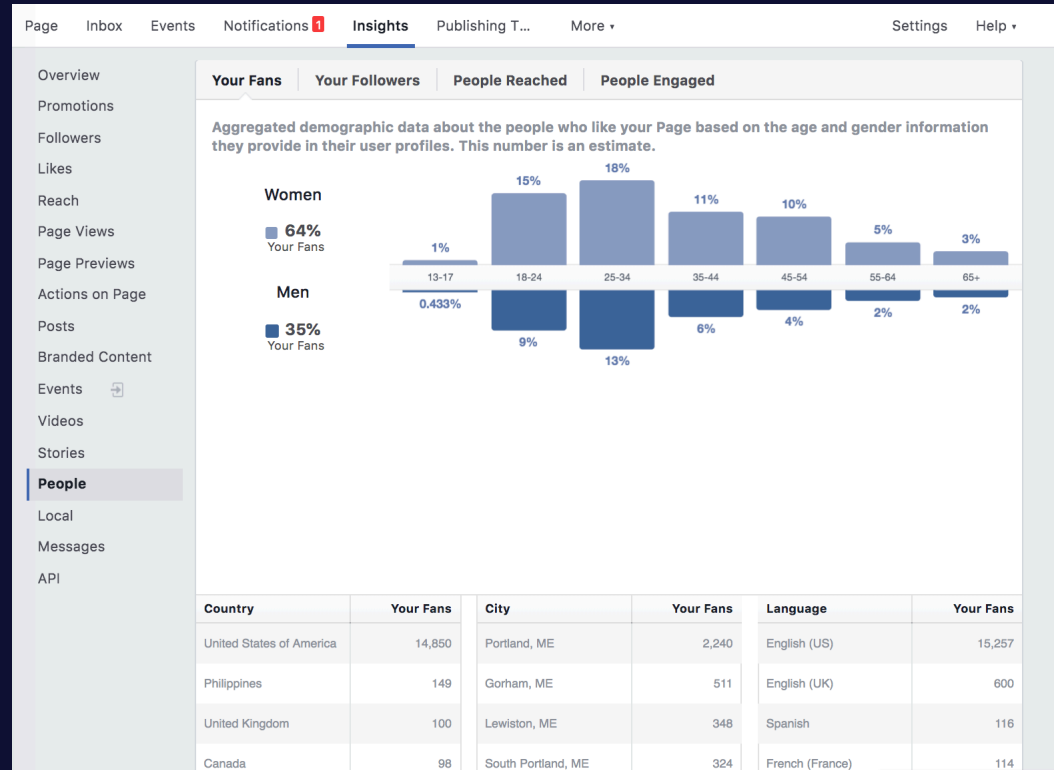 Page Inbox Events Notifications 1 Insights Publishing T... More Settings Help
Overview
Promotions
Followers
Likes
Reach
Page Views
Page Previews
Actions on Page
Posts
Branded Content
Events
Videos
Stories
People
Local
Messages
API
Your Fans Your Followers People Reached People Engaged
Aggregated demographic data about the people who like your Page based on the age and gender information
they provide in their user profiles. This number is an estimate.
Women
64%
Your Fans
1% 15% 18% 11% 10% 5% 3%
13-17 18-24 25-34 35-44 45-54 55-64 65+
Men
35%
Your Fans
0.433% 9% 13% 6% 4% 2% 2%
Country Your Fans
United States of America 14,850
Philippines 149
United Kingdom 100
Canada 98
City Your Fans
Portland, ME 2,240
Gorham, ME 511
Lewiston, ME 348
South Portland, ME 324
Language Your Fans
English (US) 15,257
English (UK) 600
Spanish 116
French (France) 114